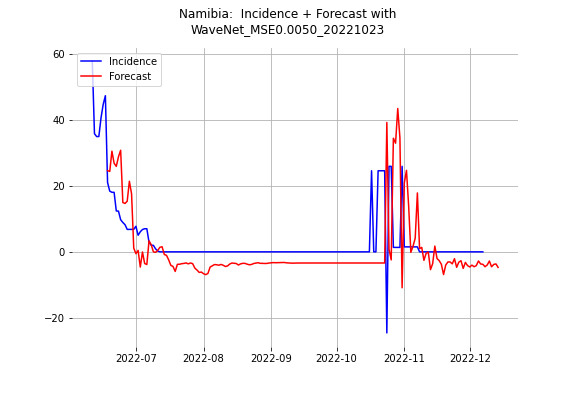 Namibia:  Incidence + Forecast with
WaveNet_MSE0.0050_20221023
Incidence
Forecast
60
40
20
0
−20
2022-07
2022-08
2022-09
2022-10
2022-11
2022-12